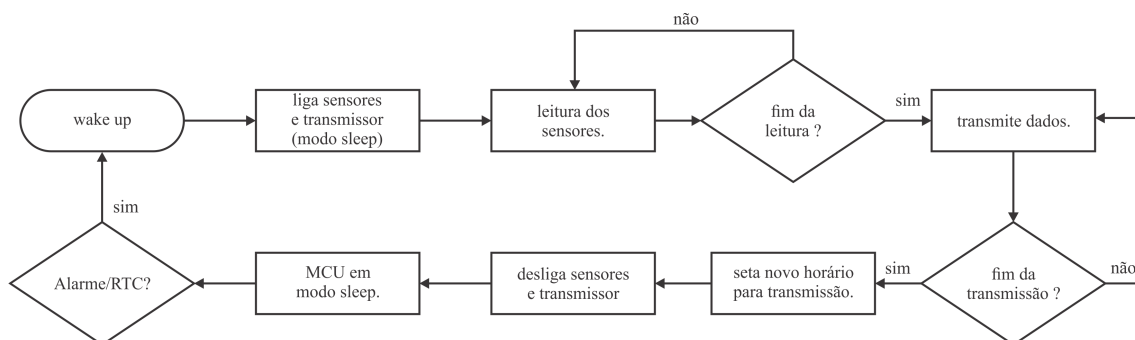 não
wake up
liga sensores
e transmissor
(modo sleep)
leitura dos
sensores.
fim da
leitura ?
sim
transmite dados.
sim
Alarme/RTC?
MCU em
modo sleep.
desliga sensores
e transmissor
seta novo horário
para transmissão.
sim
fim da
transmissão ?
não